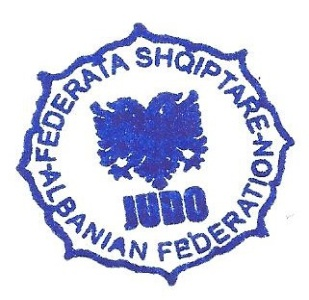 -FEDERATA SHQIPTARE-
JUDO
ALBANIAN FEDERATION